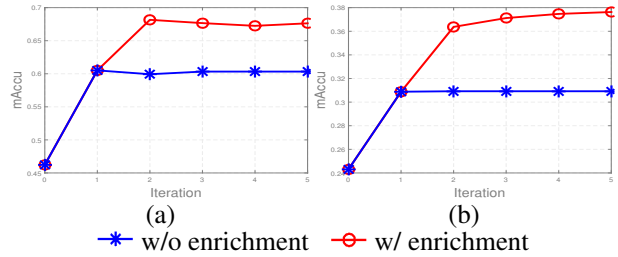 0.7
0.65
0.6
0.55
0.5
0.45
mAccu
0 1 2 3 4 5
Iteration
(a)
0.38
0.36
0.34
0.32
0.3
0.28
0.26
0.24
mAccu
0 1 2 3 4 5
Iteration
(b)
w/o enrichment w/ enrichment